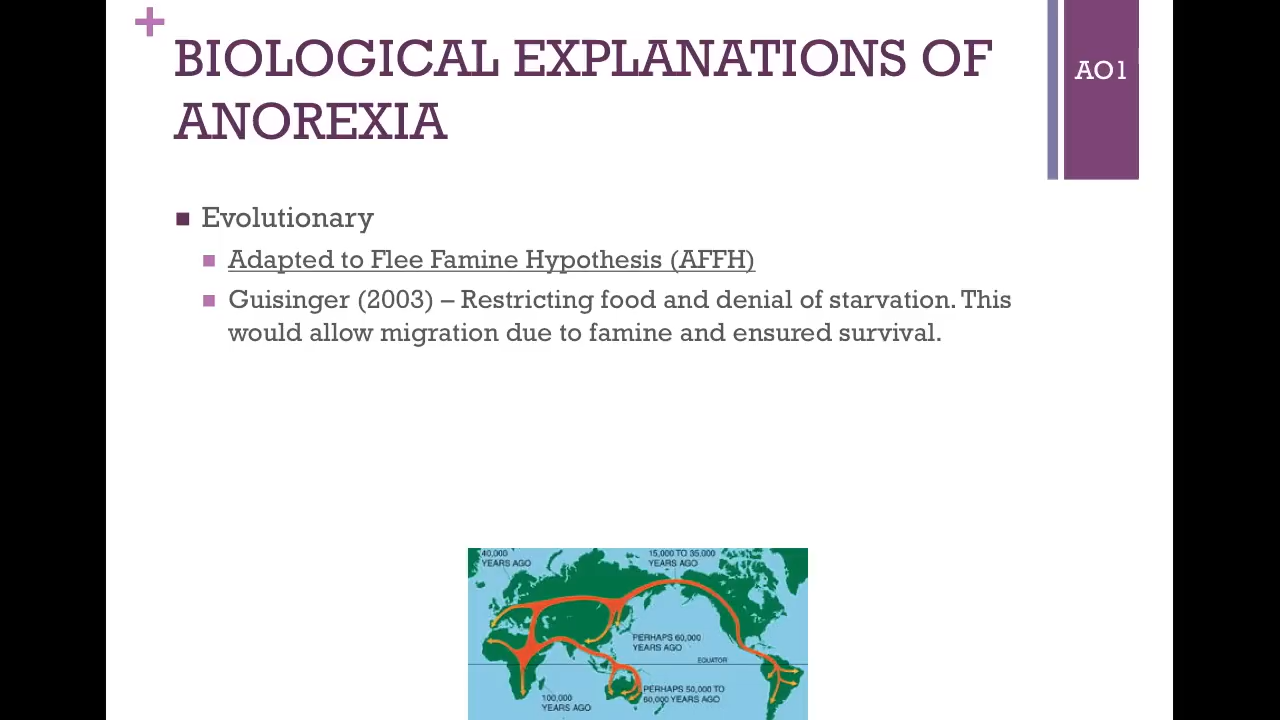 BIOLOGICAL EXPLANATIONS OF
ANOREXIA
AO1
Evolutionary
Adapted to Flee Famine Hypothesis (AFFH)
Guisinger (2003) – Restricting food and denial of starvation. This
would allow migration due to famine and ensured survival.
40,000
YEARS AGO
15,000 TO 35,000
YEARS AGO
PERHAPS 60,000
YEARS AGO
EQUATOR
PERHAPS 50,000 TO
60,000 YEARS AGO
100,000
YEARS AGO